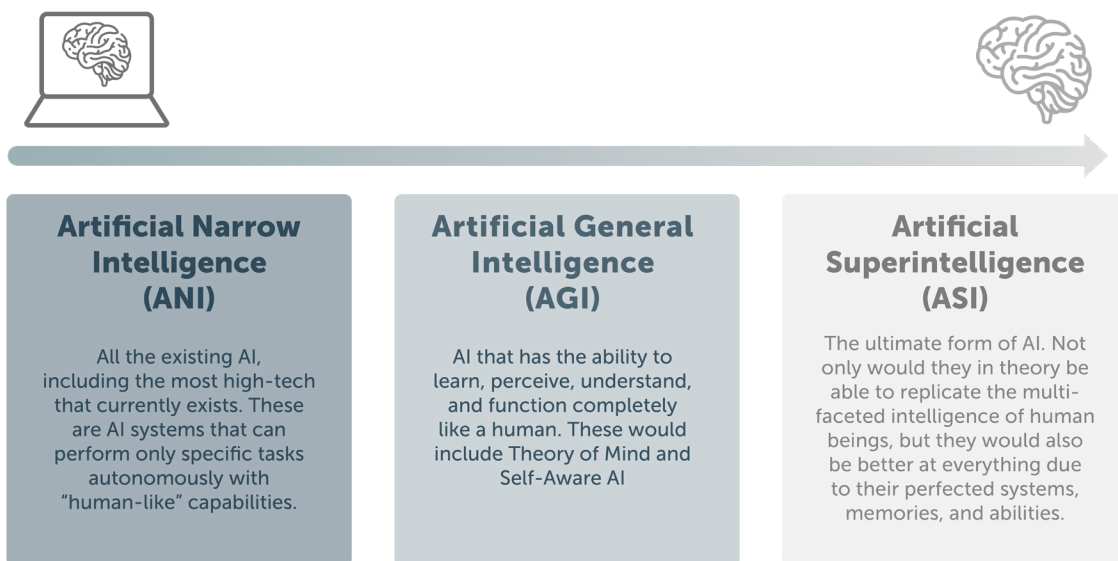 Artificial Narrow
Intelligence
(ANI)
All the existing AI,
including the most high-tech
that currently exists. These
are AI systems that can
perform only specific tasks
autonomously with
“human-like” capabilities.
Artificial General
Intelligence
(AGI)
AI that has the ability to
learn, perceive, understand,
and function completely
like a human. These would
include Theory of Mind and
Self-Aware AI
Artificial
Superintelligence
(ASI)
The ultimate form of AI. Not
only would they in theory be
able to replicate the multi-
faceted intelligence of human
beings, but they would also
be better at everything due
to their perfected systems,
memories, and abilities.